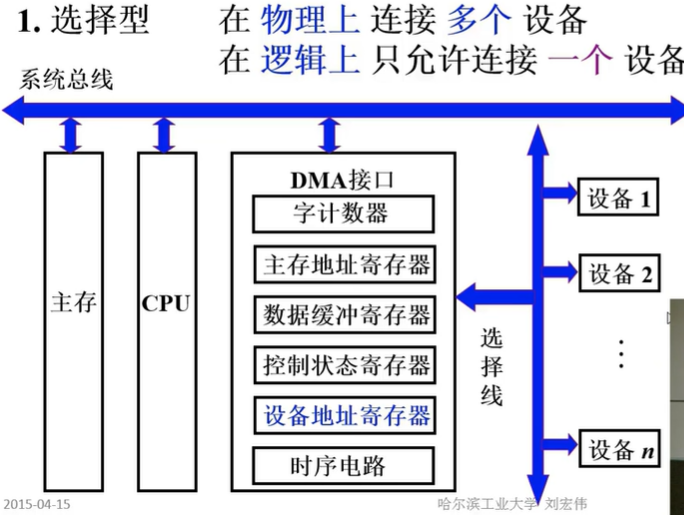 1. 选择型 在 物理上 连接 多个 设备
在 逻辑上 只允许连接 一个 设备
系统总线
主存
CPU
DMA接口
字计数器
主存地址寄存器
数据缓冲寄存器
控制状态寄存器
设备地址寄存器
时序电路
选择线
设备 1
设备 2
⋮
设备 n
2015-04-15
哈尔滨工业大学 刘宏伟